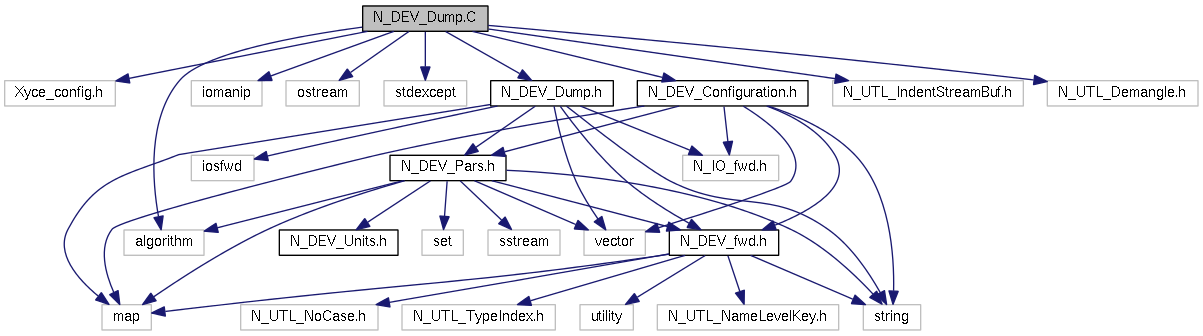 N_DEV_Dump.C
Xyce_config.h
iomanip
ostream
stdexcept
N_DEV_Dump.h
N_DEV_Configuration.h
N_UTL_IndentStreamBuf.h
N_UTL_Demangle.h
iosfwd
N_DEV_Pars.h
N_IO_fwd.h
algorithm
N_DEV_Units.h
set
sstream
vector
N_DEV_fwd.h
map
N_UTL_NoCase.h
N_UTL_TypeIndex.h
utility
N_UTL_NameLevelKey.h
string